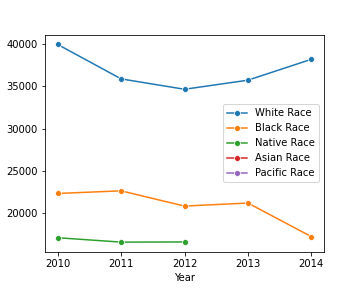 40000
35000
30000
25000
20000
White Race
Black Race
Native Race
Asian Race
Pacific Race
2010 2011 2012 2013 2014
Year